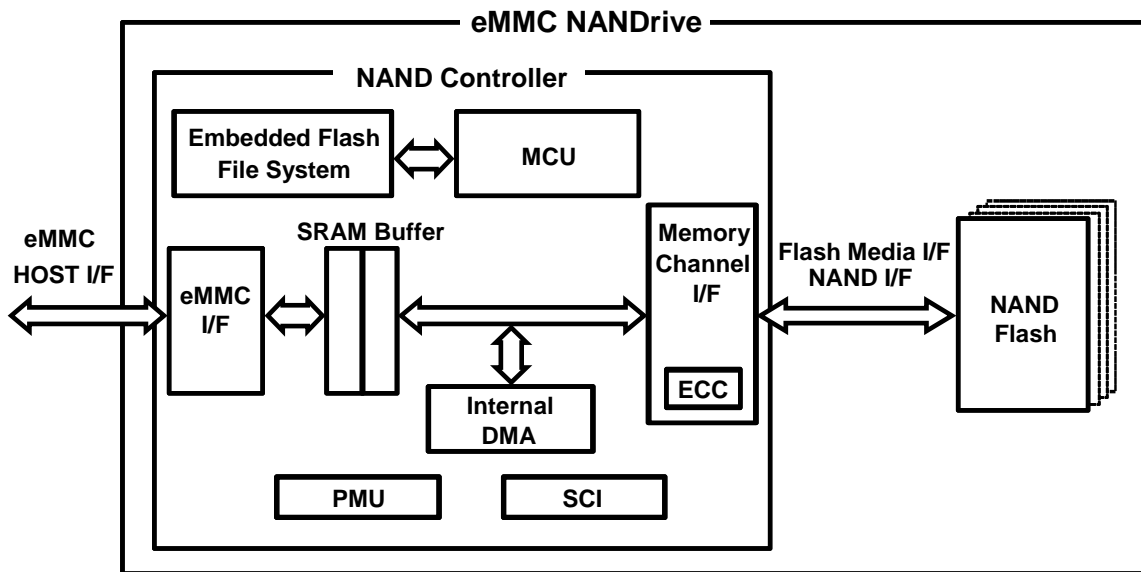 eMMC NANDrive
NAND Controller
Embedded Flash
File System
MCU
eMMC
HOST I/F
eMMC
I/F
SRAM Buffer
Internal
DMA
Memory
Channel
I/F
ECC
Flash Media I/F
NAND I/F
NAND
Flash
PMU
SCI